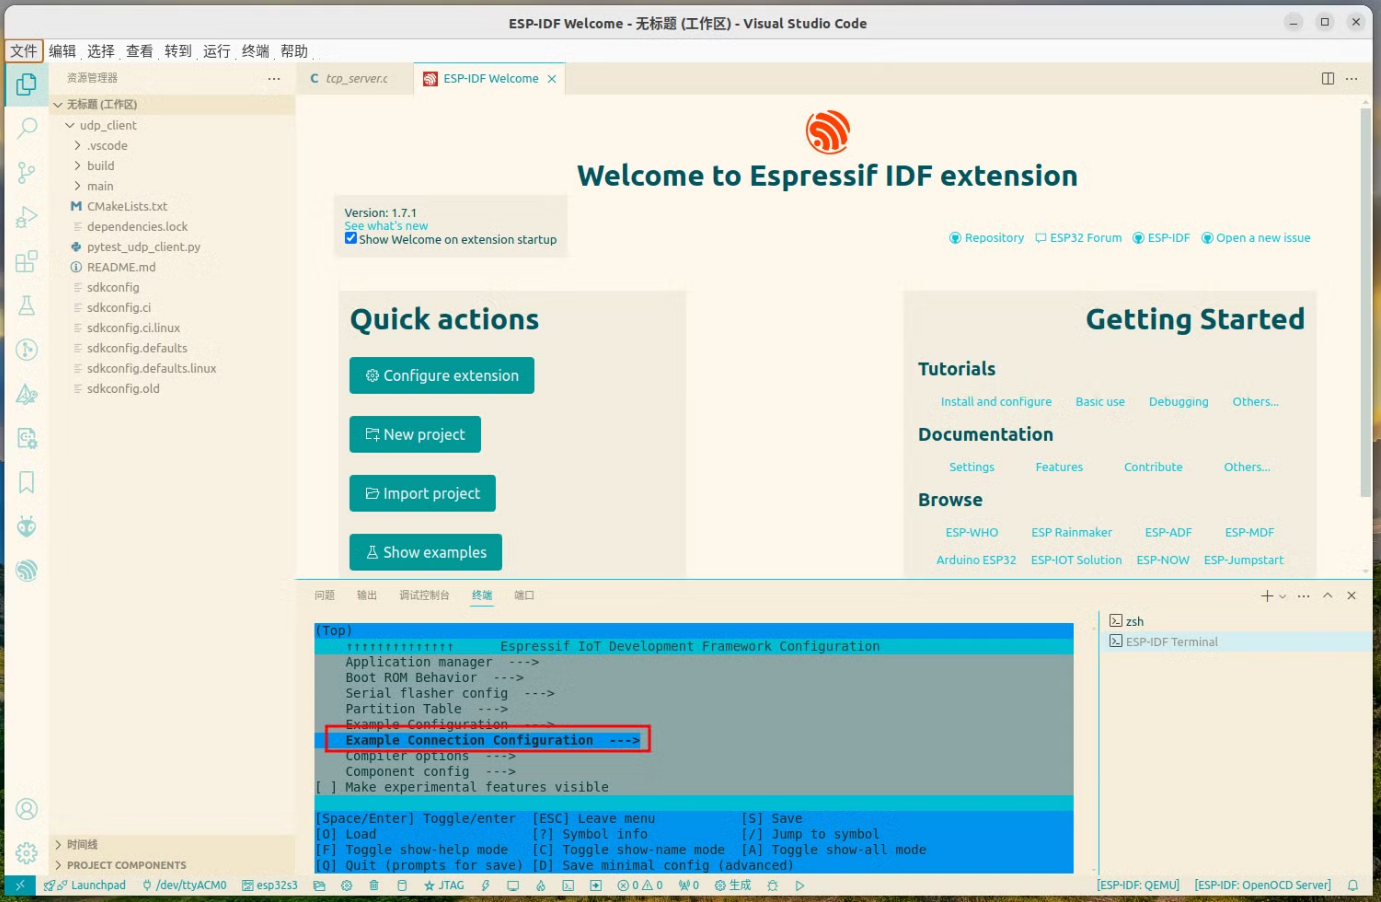 ESP-IDF Welcome - 无标题 (工作区) - Visual Studio Code
文件 编辑 选择 查看 转到 运行 终端 帮助
资源管理器
无标题 (工作区)
udp_client
.vscode
build
main
CMakeLists.txt
dependencies.lock
pytest_udp_client.py
README.md
sdkconfig
sdkconfig.ci
sdkconfig.ci.linux
sdkconfig.defaults
sdkconfig.defaults.linux
sdkconfig.old
时间线
PROJECT COMPONENTS
tcp_server.c
ESP-IDF Welcome
Welcome to Espressif IDF extension
Version: 1.7.1
See what's new
Show Welcome on extension startup
Repository ESP32 Forum ESP-IDF Open a new issue
Quick actions
Configure extension
New project
Import project
Show examples
Getting Started
Tutorials
Install and configure Basic use Debugging Others...
Documentation
Settings Features Contribute Others...
Browse
ESP-WHO ESP Rainmaker ESP-ADF ESP-MDF
Arduino ESP32 ESP-IOT Solution ESP-NOW ESP-Jumpstart
问题 输出 调试控制台 终端 端口
zsh
ESP-IDF Terminal
(Top)
↑↑↑↑↑↑↑↑↑↑↑↑↑↑ Espressif IoT Development Framework Configuration
Application manager --->
Boot ROM Behavior --->
Serial flasher config --->
Partition Table --->
Example Configuration --->
Example Connection Configuration --->
Compiler options --->
Component config --->
[ ] Make experimental features visible
[Space/Enter] Toggle/enter [ESC] Leave menu [S] Save
[O] Load [?] Symbol info [/] Jump to symbol
[F] Toggle show-help mode [C] Toggle show-name mode [A] Toggle show-all mode
[Q] Quit (prompts for save) [D] Save minimal config (advanced)
Launchpad /dev/ttyACM0 esp32s3 JTAG 0 0 0 生成 [ESP-IDF: QEMU] [ESP-IDF: OpenOCD Server]